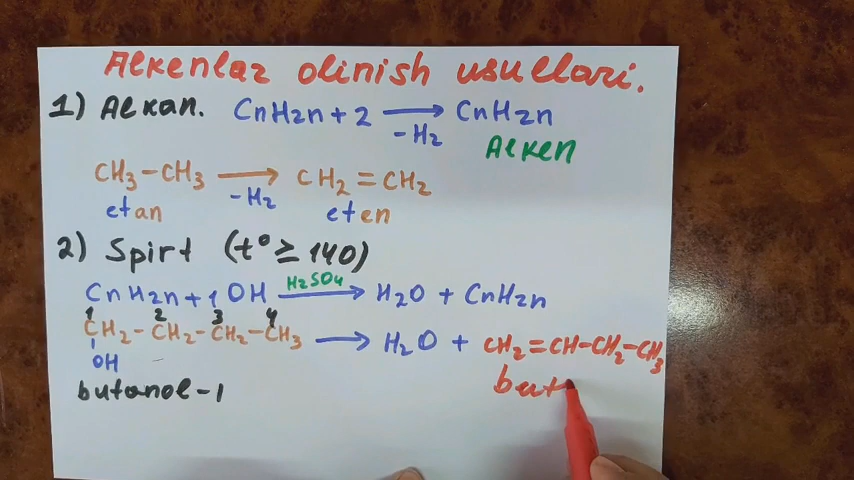 Alkenlar olinish usullari.
1) Alkan. CnH2n+2 → CnH2n
-H2
Alken
CH3-CH3 → CH2=CH2
-H2
etan eten
2) Spirt (t° ≥ 140)
H2SO4
CnH2n+1OH → H2O + CnH2n
1 2 3 4
CH2-CH2-CH2-CH3 → H2O + CH2=CH-CH2-CH3
OH
butanol-1 but